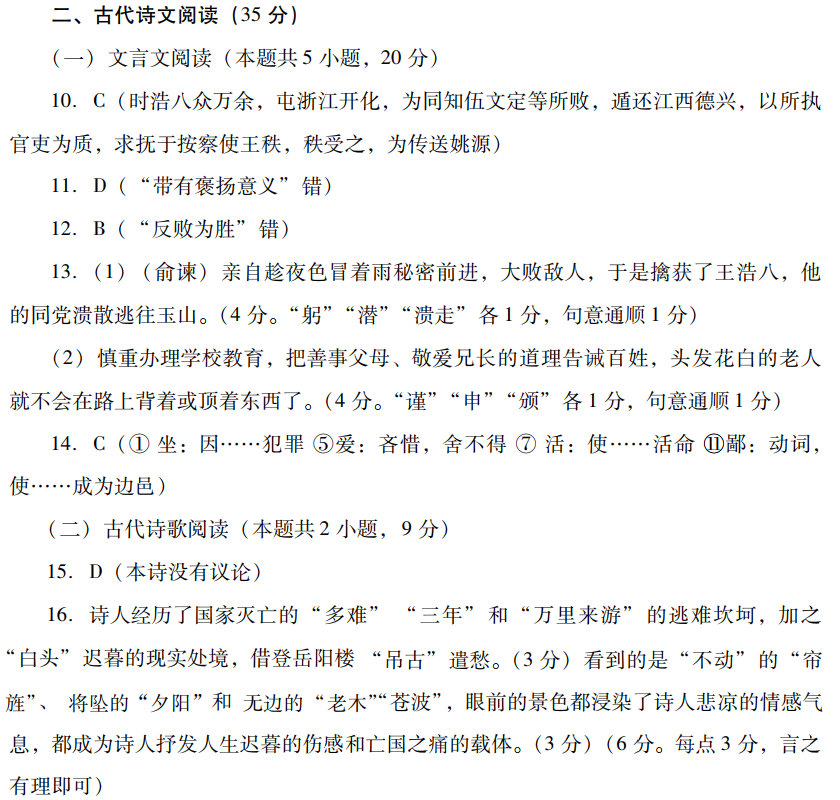 二、古代诗文阅读（35 分）
（一）文言文阅读（本题共 5 小题，20 分）
10．C（时浩八众万余，屯浙江开化，为同知伍文定等所败，遁还江西德兴，以所执
官吏为质，求抚于按察使王秩，秩受之，为传送姚源）
11．D（“带有褒扬意义”错）
12．B（“反败为胜”错）
13．（1）（俞谏）亲自趁夜色冒着雨秘密前进，大败敌人，于是擒获了王浩八，他
的同党溃散逃往玉山。（4 分。“躬”“潜”“溃走”各 1 分，句意通顺 1 分）
（2）慎重办理学校教育，把善事父母、敬爱兄长的道理告诫百姓，头发花白的老人
就不会在路上背着或顶着东西了。（4 分。“谨”“申”“颁”各 1 分，句意通顺 1 分）
14．C（① 坐：因……犯罪 ⑤爱：吝惜，舍不得 ⑦ 活：使……活命 ⑪鄙：动词，
使……成为边邑）
（二）古代诗歌阅读（本题共 2 小题，9 分）
15．D（本诗没有议论）
16．诗人经历了国家灭亡的“多难” “三年”和“万里来游”的逃难坎坷，加之
“白头”迟暮的现实处境，借登岳阳楼 “吊古”遣愁。（3 分）看到的是“不动”的“帘
旌”、 将坠的“夕阳”和 无边的“老木”“苍波”，眼前的景色都浸染了诗人悲凉的情感气
息，都成为诗人抒发人生迟暮的伤感和亡国之痛的载体。（3 分）（6 分。每点 3 分，言之
有理即可）